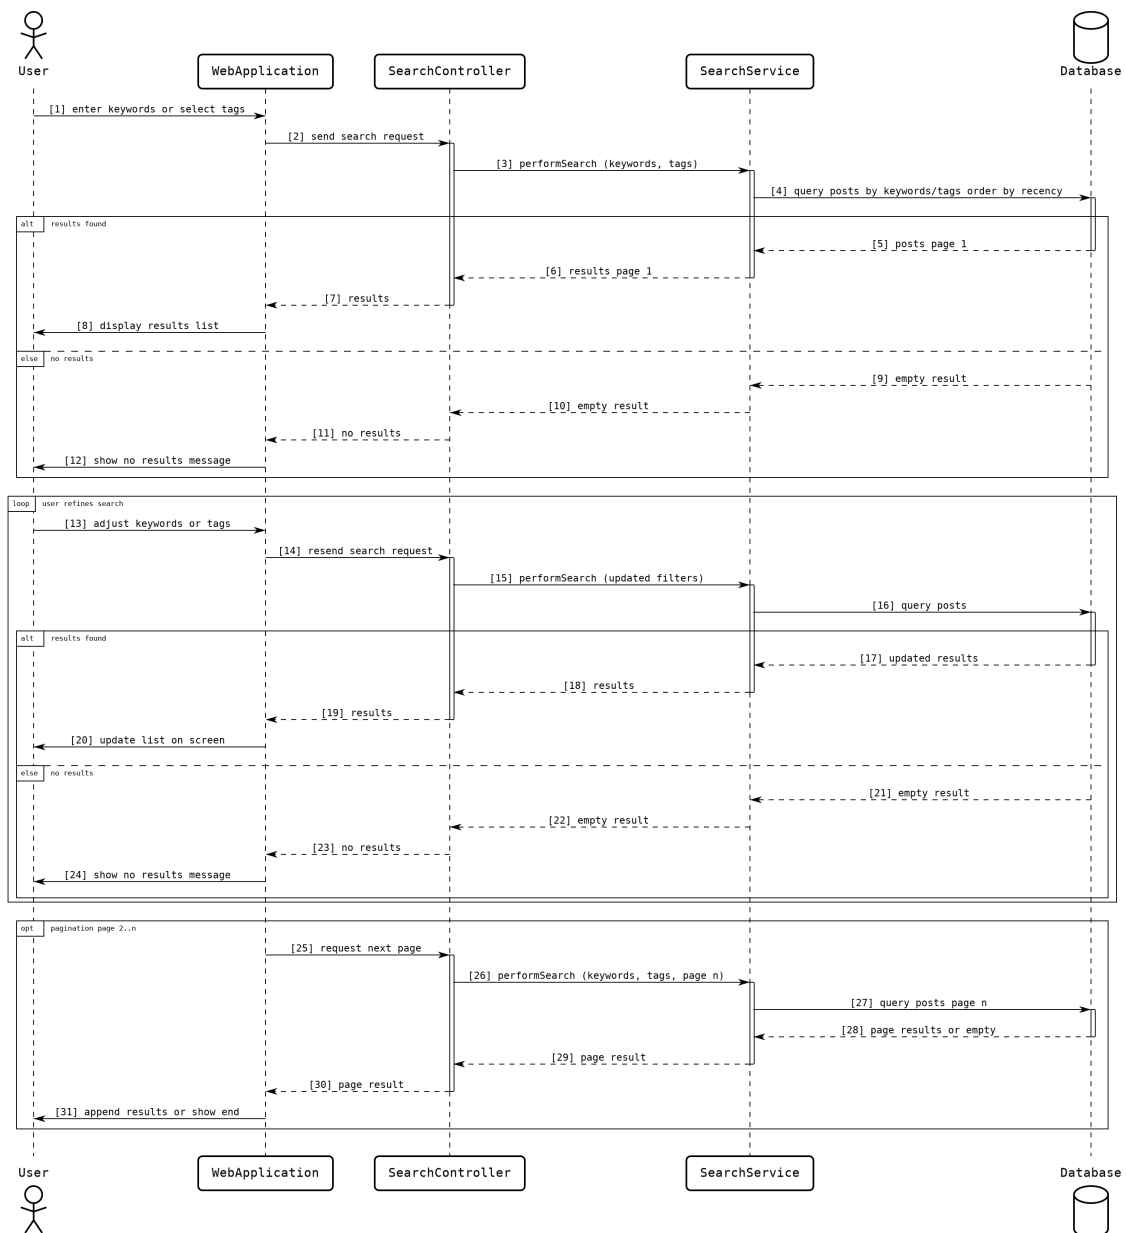 User
WebApplication
SearchController
SearchService
Database
[1] enter keywords or select tags
[2] send search request
[3] performSearch (keywords, tags)
[4] query posts by keywords/tags order by recency
alt results found
[5] posts page 1
[6] results page 1
[7] results
[8] display results list
else no results
[9] empty result
[10] empty result
[11] no results
[12] show no results message
loop user refines search
[13] adjust keywords or tags
[14] resend search request
[15] performSearch (updated filters)
[16] query posts
alt results found
[17] updated results
[18] results
[19] results
[20] update list on screen
else no results
[21] empty result
[22] empty result
[23] no results
[24] show no results message
opt pagination page 2..n
[25] request next page
[26] performSearch (keywords, tags, page n)
[27] query posts page n
[28] page results or empty
[29] page result
[30] page result
[31] append results or show end
User
WebApplication
SearchController
SearchService
Database